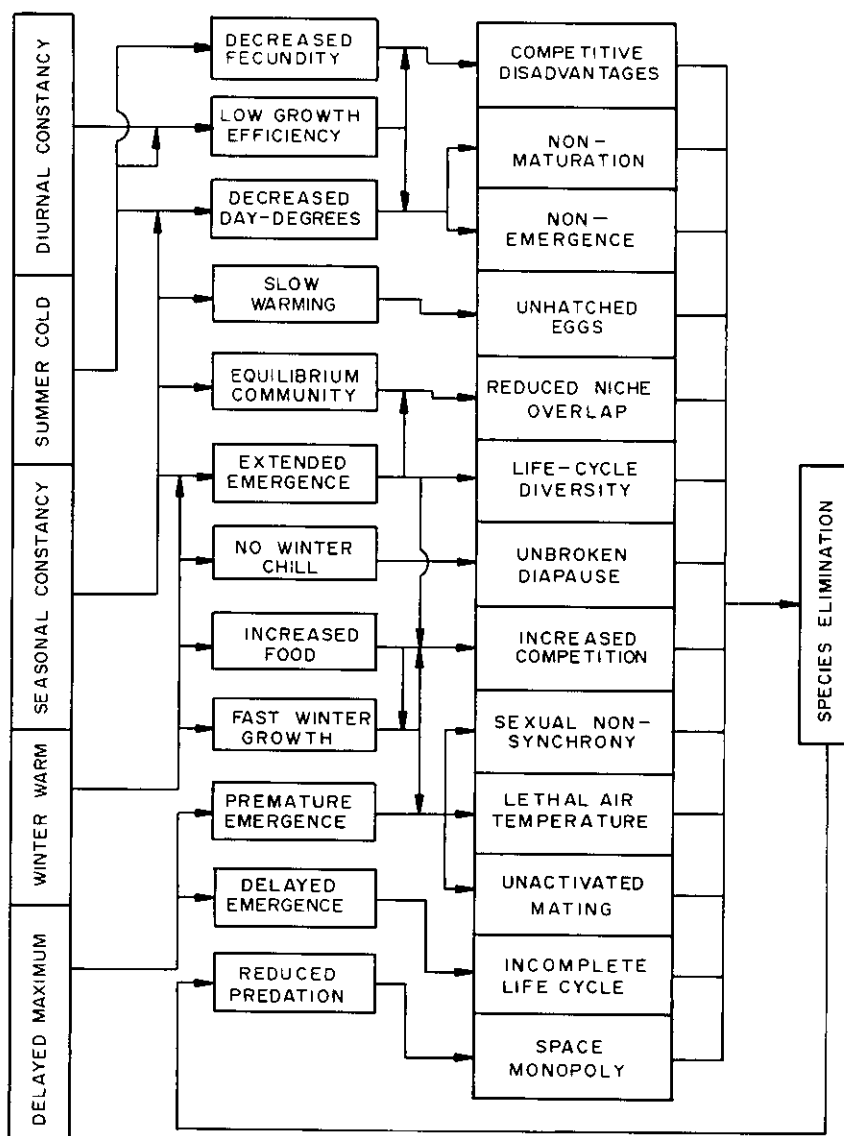 DIURNAL CONSTANCY
SUMMER COLD
SEASONAL CONSTANCY
WINTER WARM
DELAYED MAXIMUM
DECREASED
FECUNDITY
LOW GROWTH
EFFICIENCY
DECREASED
DAY-DEGREES
SLOW
WARMING
EQUILIBRIUM
COMMUNITY
EXTENDED
EMERGENCE
NO WINTER
CHILL
INCREASED
FOOD
FAST WINTER
GROWTH
PREMATURE
EMERGENCE
DELAYED
EMERGENCE
REDUCED
PREDATION
COMPETITIVE
DISADVANTAGES
NON-
MATURATION
NON-
EMERGENCE
UNHATCHED
EGGS
REDUCED NICHE
OVERLAP
LIFE-CYCLE
DIVERSITY
UNBROKEN
DIAPAUSE
INCREASED
COMPETITION
SEXUAL NON-
SYNCHRONY
LETHAL AIR
TEMPERATURE
UNACTIVATED
MATING
INCOMPLETE
LIFE CYCLE
SPACE
MONOPOLY
SPECIES ELIMINATION